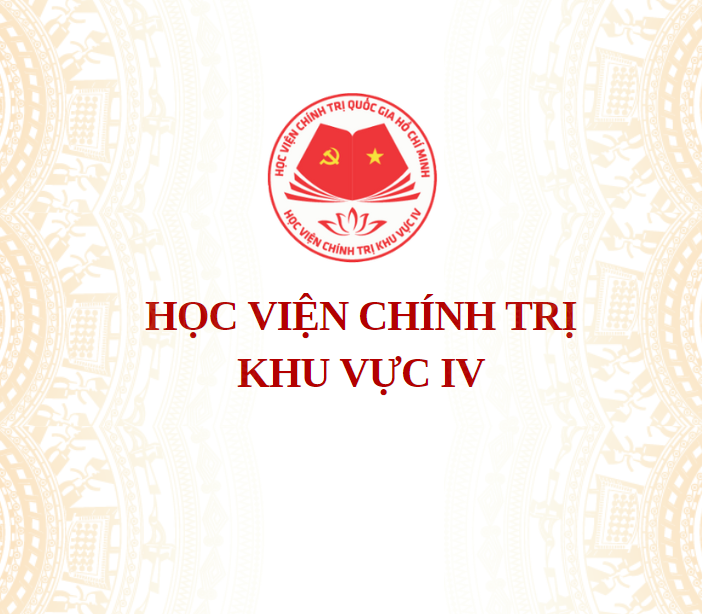 HỌC VIỆN CHÍNH TRỊ QUỐC GIA HỒ CHÍ MINH
HỌC VIỆN CHÍNH TRỊ KHU VỰC IV
HỌC VIỆN CHÍNH TRỊ
KHU VỰC IV